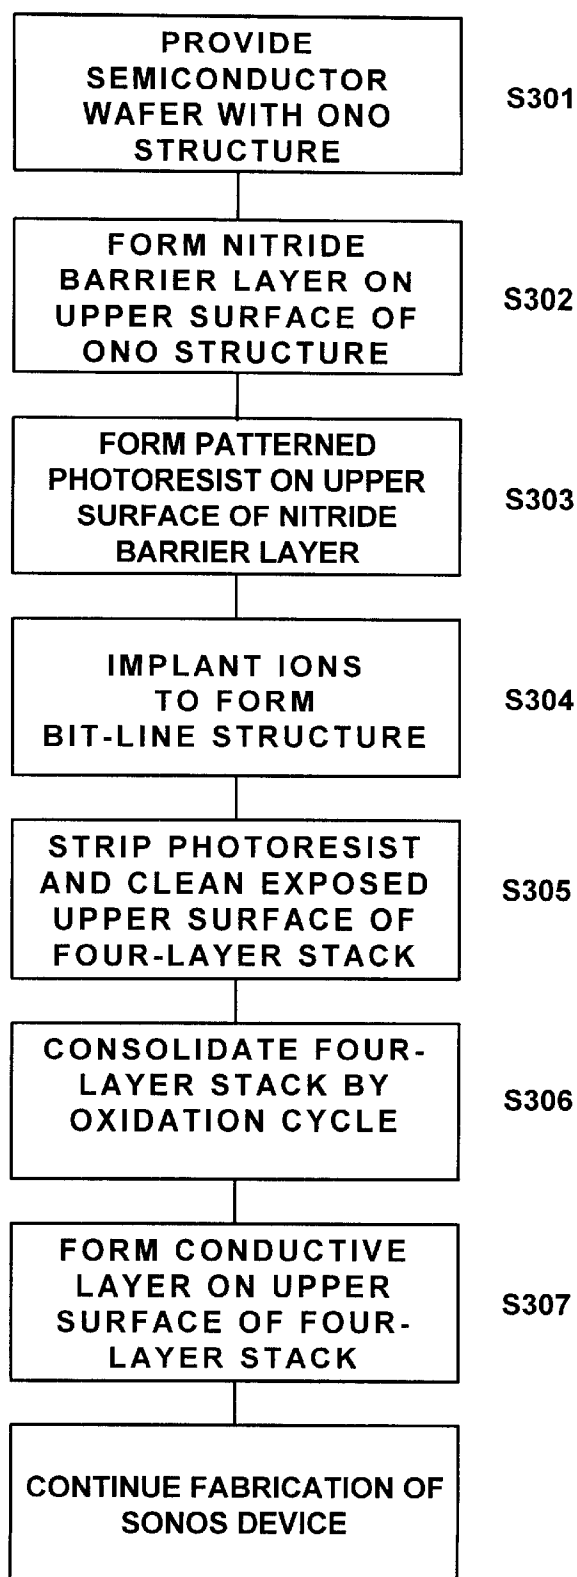 PROVIDE
SEMICONDUCTOR
WAFER WITH ONO
STRUCTURE
S301
FORM NITRIDE
BARRIER LAYER ON
UPPER SURFACE OF
ONO STRUCTURE
S302
FORM PATTERNED
PHOTORESIST ON UPPER
SURFACE OF NITRIDE
BARRIER LAYER
S303
IMPLANT IONS
TO FORM
BIT-LINE STRUCTURE
S304
STRIP PHOTORESIST
AND CLEAN EXPOSED
UPPER SURFACE OF
FOUR-LAYER STACK
S305
CONSOLIDATE FOUR-
LAYER STACK BY
OXIDATION CYCLE
S306
FORM CONDUCTIVE
LAYER ON UPPER
SURFACE OF FOUR-
LAYER STACK
S307
CONTINUE FABRICATION OF
SONOS DEVICE